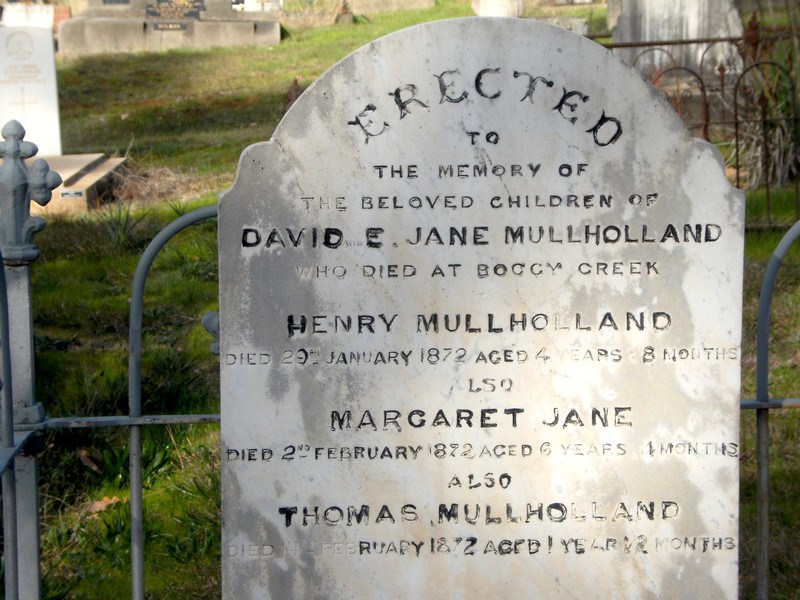 ERECTED
TO
THE MEMORY OF
THE BELOVED CHILDREN OF
DAVID AND E. JANE MULLHOLLAND
WHO DIED AT BOGGY CREEK
HENRY MULLHOLLAND
DIED 29TH JANUARY 1872 AGED 4 YEARS 8 MONTHS
ALSO
MARGARET JANE
DIED 2ND FEBRUARY 1872 AGED 6 YEARS MONTHS
ALSO
THOMAS MULLHOLLAND
DIED FEBRUARY 1872 AGED 1 YEAR 2 MONTHS